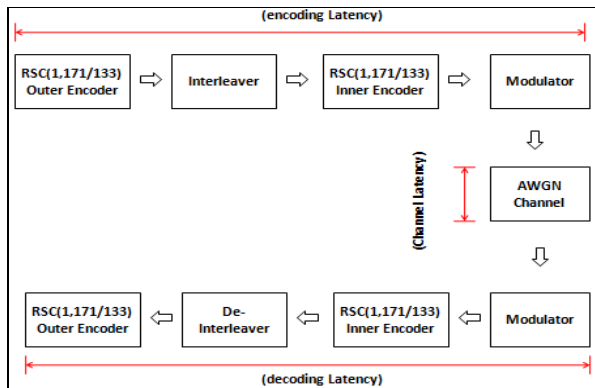 (encoding Latency)
RSC(1,171/133)
Outer Encoder
Interleaver
RSC(1,171/133)
Inner Encoder
Modulator
(Channel Latency)
AWGN
Channel
RSC(1,171/133)
Outer Encoder
De-
Interleaver
RSC(1,171/133)
Inner Encoder
Modulator
(decoding Latency)